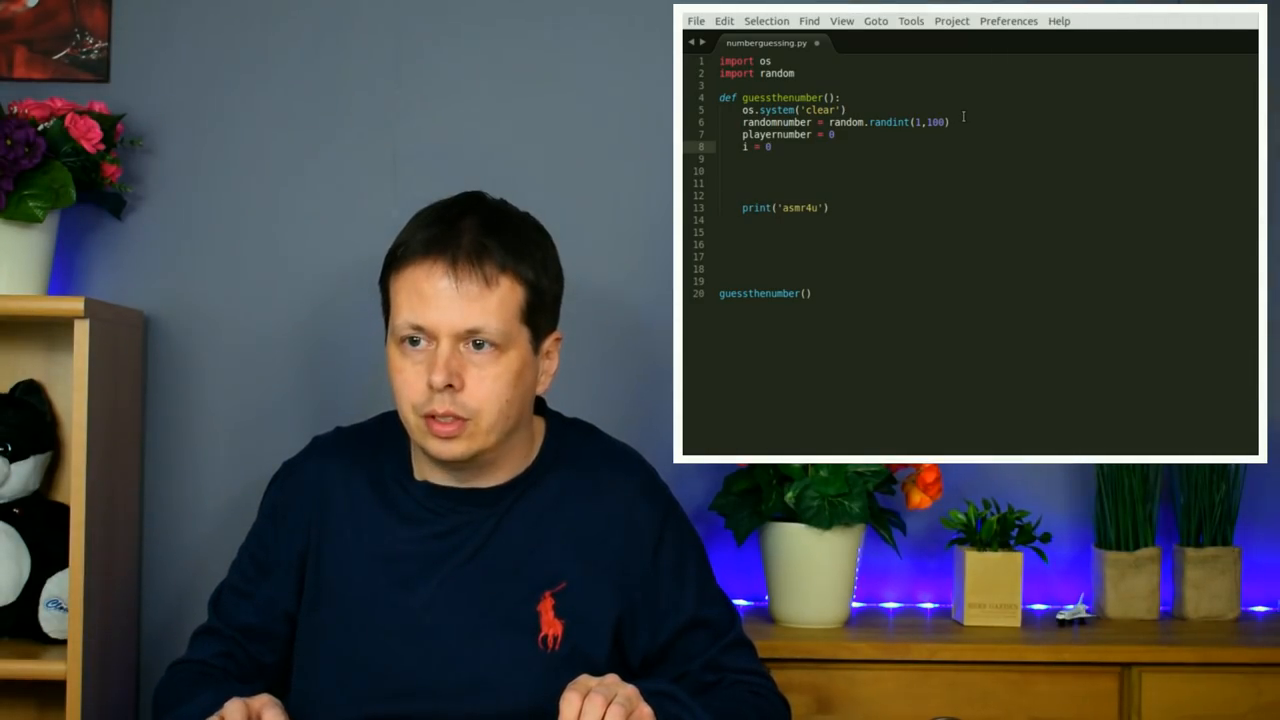 File Edit Selection Find View Goto Tools Project Preferences Help
numberguessing.py
1 import os
2 import random
3
4 def guessthenumber():
5 os.system('clear')
6 randomnumber = random.randint(1,100)
7 playernumber = 0
8 i = 0
9
10
11
12
13 print('asmr4u')
14
15
16
17
18
19
20 guessthenumber()
HERB GARDEN